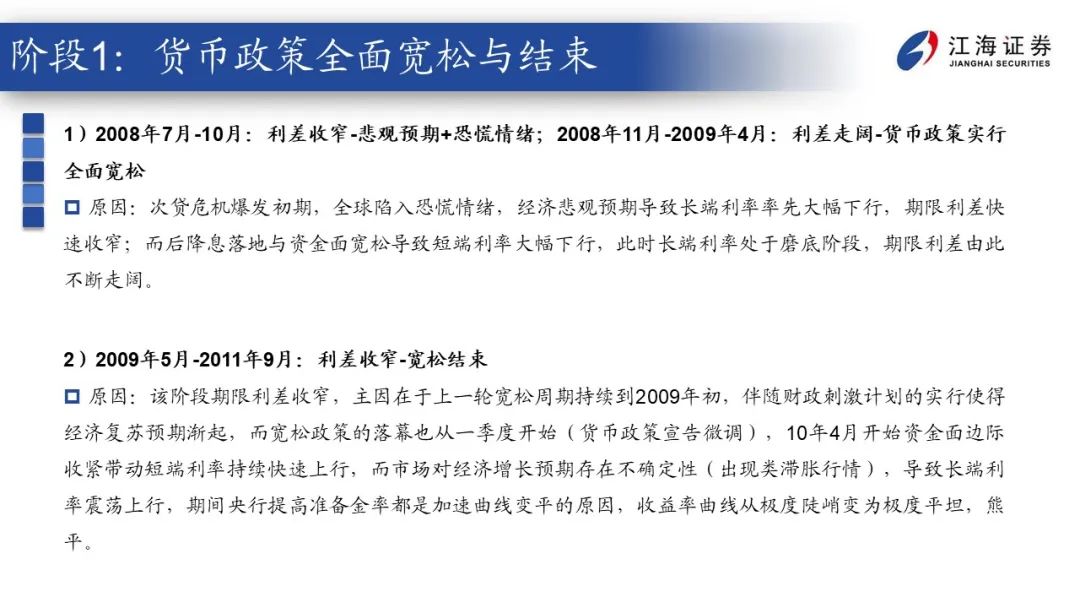 阶段1：货币政策全面宽松与结束
江海证券
JIANGHAI SECURITIES
1）2008年7月-10月：利差收窄-悲观预期+恐慌情绪；2008年11月-2009年4月：利差走阔-货币政策实行
全面宽松
原因：次贷危机爆发初期，全球陷入恐慌情绪，经济悲观预期导致长端利率率先大幅下行，期限利差快
速收窄；而后降息落地与资金面宽松导致短端利率大幅下行，此时长端利率处于磨底阶段，期限利差由此
不断走阔。
2）2009年5月-2011年9月：利差收窄-宽松结束
原因：该阶段期限利差收窄，主因在于上一轮宽松周期持续到2009年初，伴随财政刺激计划的实行使得
经济复苏预期渐起，而宽松政策的落幕也从一季度开始（货币政策宣告微调），10年4月开始资金面边际
收紧带动短端利率持续快速上行，而市场对经济增长预期存在不确定性（出现类滞胀行情），导致长端利
率震荡上行，期间央行提高准备金率都是加速曲线变平的原因，收益率曲线从极度陡峭变为极度平坦，熊
平。